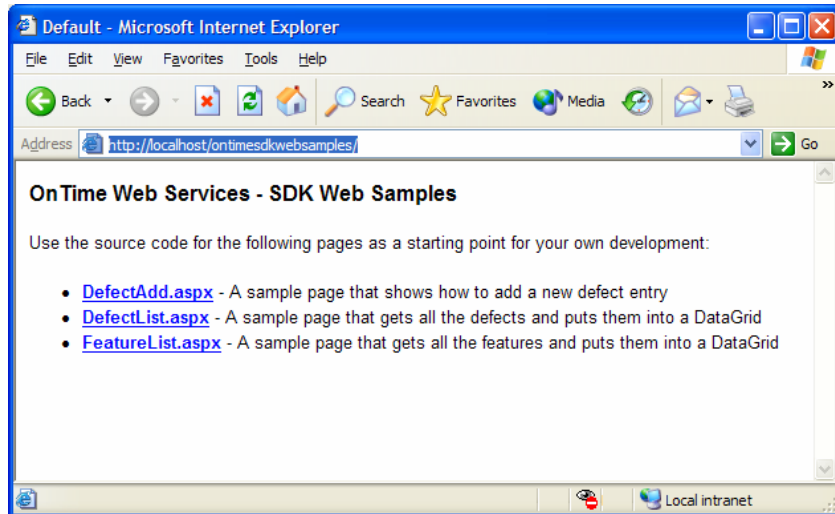 Default - Microsoft Internet Explorer
File Edit View Favorites Tools Help
Back Search Favorites Media »
Address http://localhost/ontimesdkwebsamples/ Go
OnTime Web Services - SDK Web Samples
Use the source code for the following pages as a starting point for your own development:
• DefectAdd.aspx - A sample page that shows how to add a new defect entry
• DefectList.aspx - A sample page that gets all the defects and puts them into a DataGrid
• FeatureList.aspx - A sample page that gets all the features and puts them into a DataGrid
Local intranet